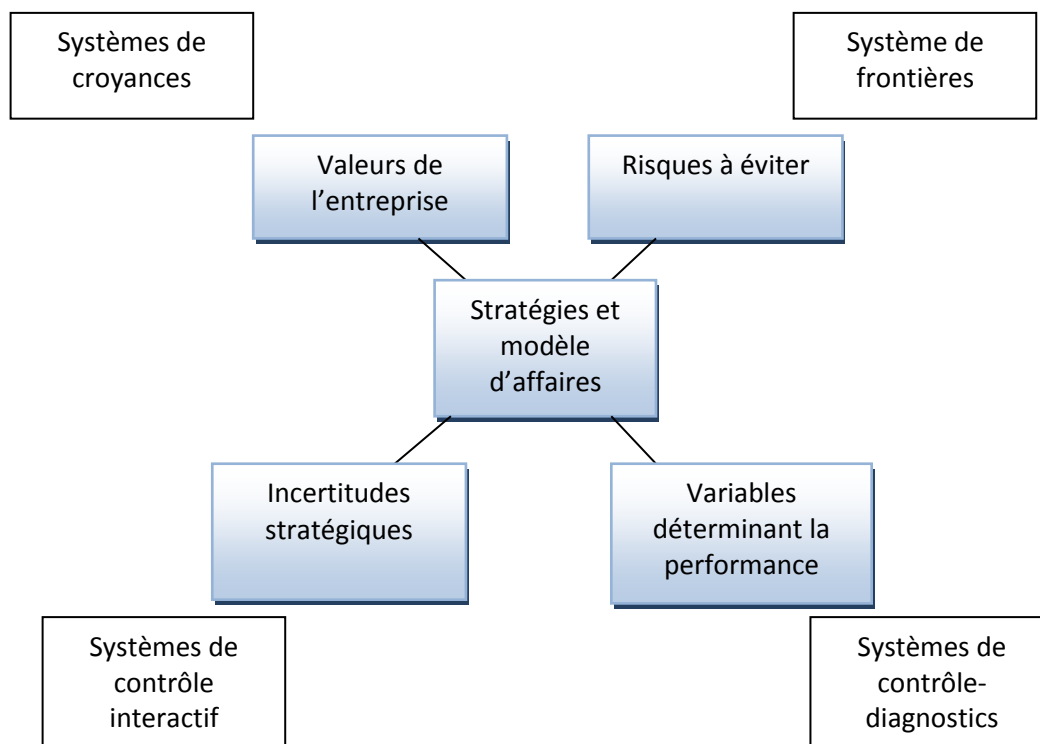 Systèmes de
croyances
Système de
frontières
Valeurs de
l’entreprise
Risques à éviter
Stratégies et
modèle
d’affaires
Incertitudes
stratégiques
Variables
déterminant la
performance
Systèmes de
contrôle
interactif
Systèmes de
contrôle-
diagnostics